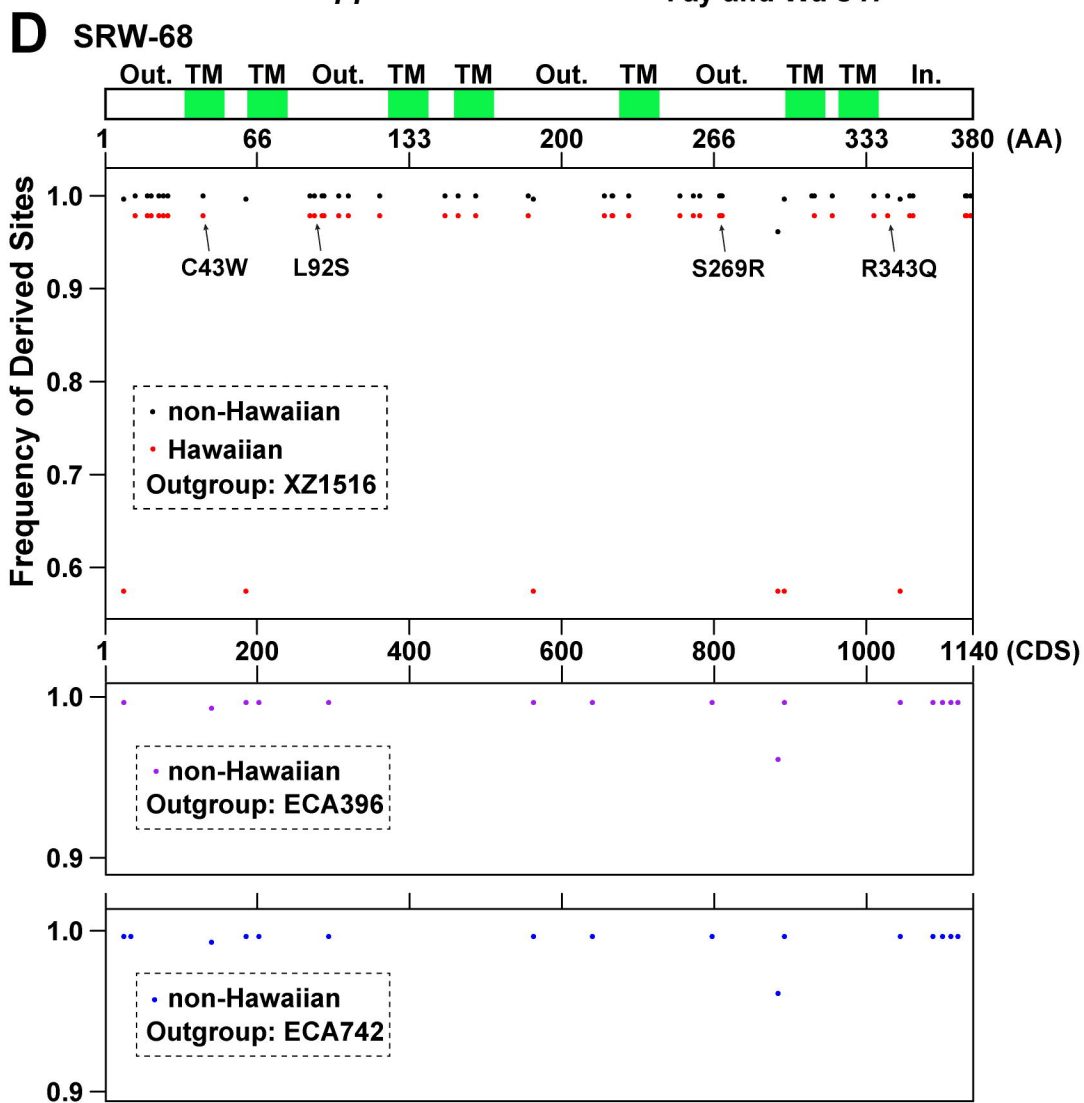 D SRW-68
Out. TM TM Out. TM TM Out. TM Out. TM TM In.
1 66 133 200 266 333 380 (AA)
Frequency of Derived Sites
1.0
C43W L92S S269R R343Q
0.9
0.8
non-Hawaiian
Hawaiian
0.7
Outgroup: XZ1516
0.6
1 200 400 600 800 1000 1140 (CDS)
1.0
non-Hawaiian
Outgroup: ECA396
0.9
1.0
non-Hawaiian
Outgroup: ECA742
0.9